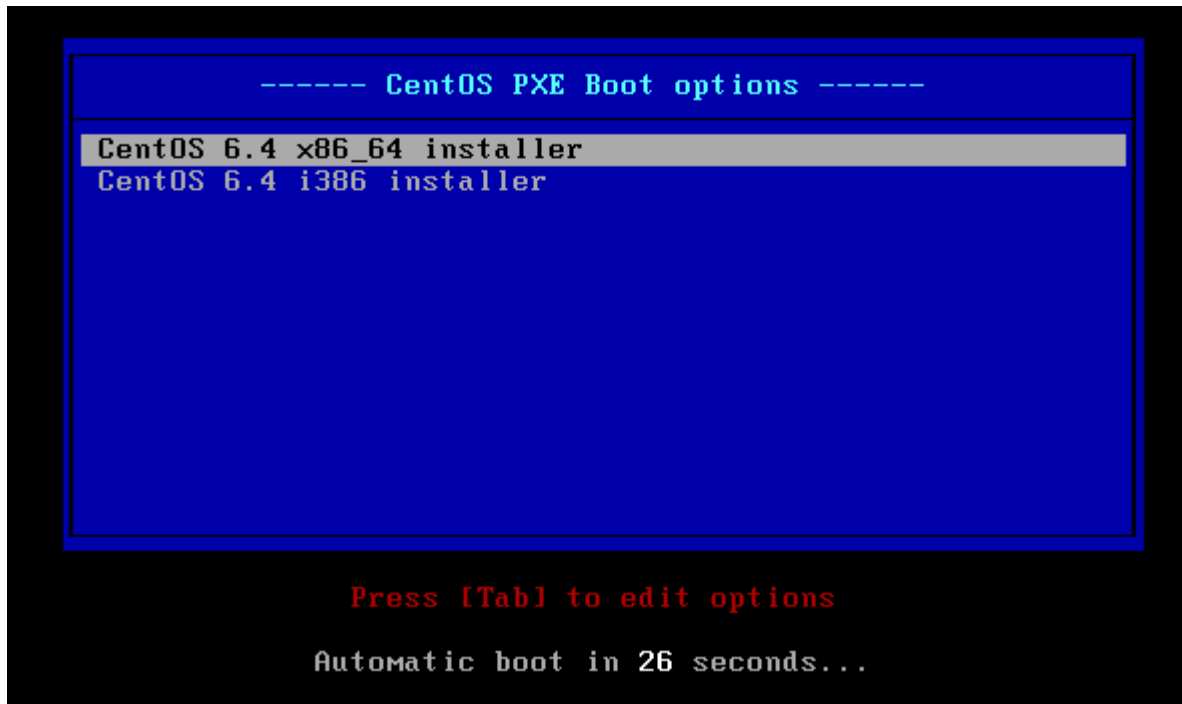 ------ CentOS PXE Boot options ------
CentOS 6.4 x86_64 installer
CentOS 6.4 i386 installer
Press [Tab] to edit options
Automatic boot in 26 seconds...